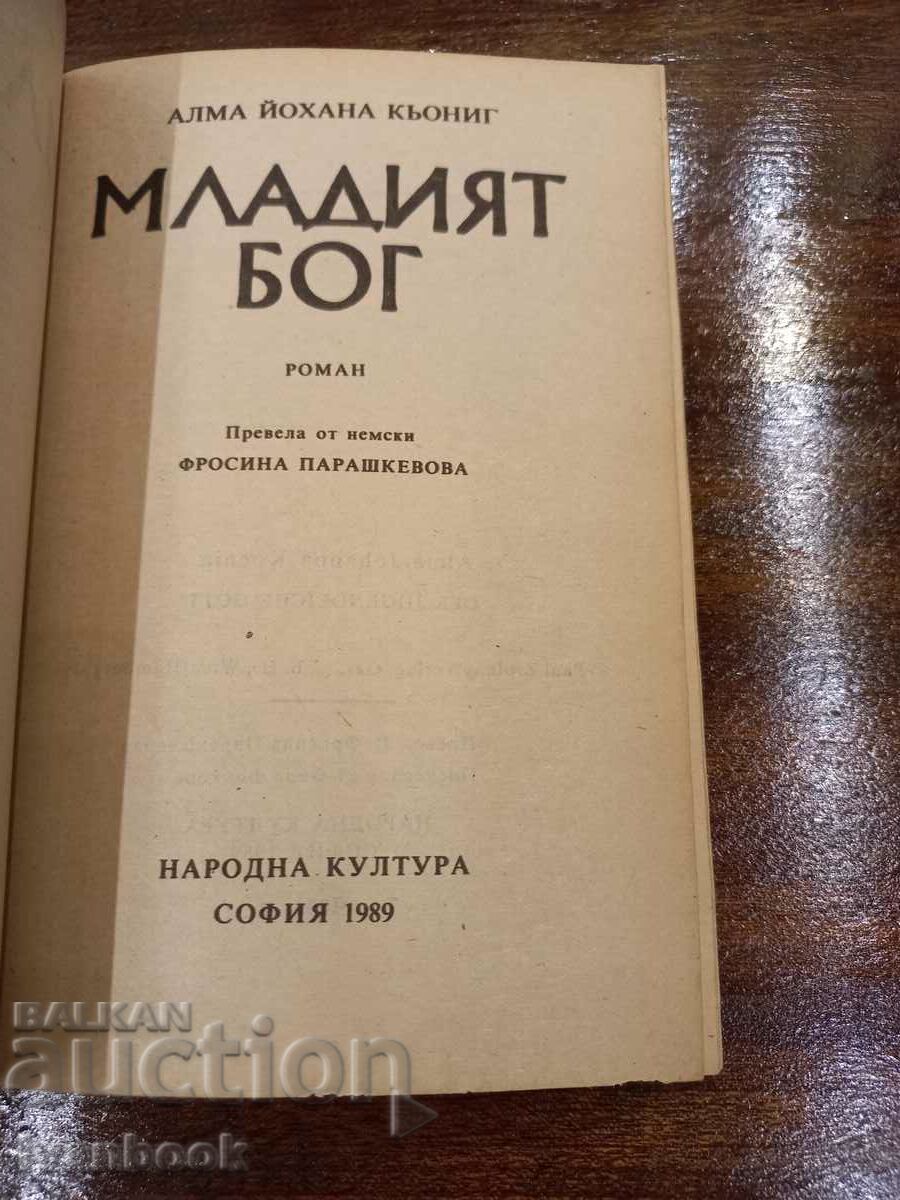 АЛМА ЙОХАНА КЬОНИГ
МЛАДИЯТ
БОГ
РОМАН
Превела от немски
ФРОСИНА ПАРАШКЕВОВА
НАРОДНА КУЛТУРА
СОФИЯ 1989
BALKAN
auction